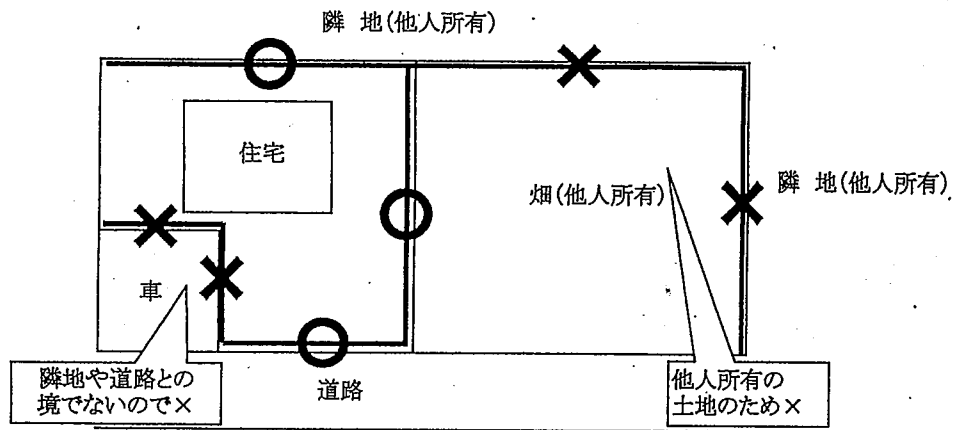 隣 地(他人所有)
住宅
畑(他人所有)
隣 地(他人所有)
車
隣地や道路との
境でないので×
道路
他人所有の
土地のため×